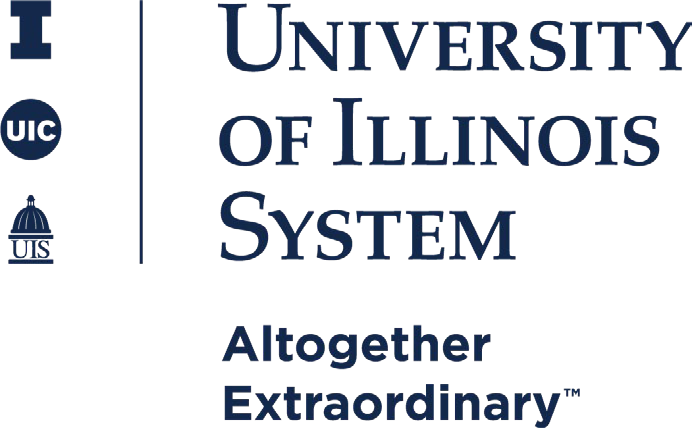 I
UIC
UIS
UNIVERSITY
OF ILLINOIS
SYSTEM
Altogether
Extraordinary™